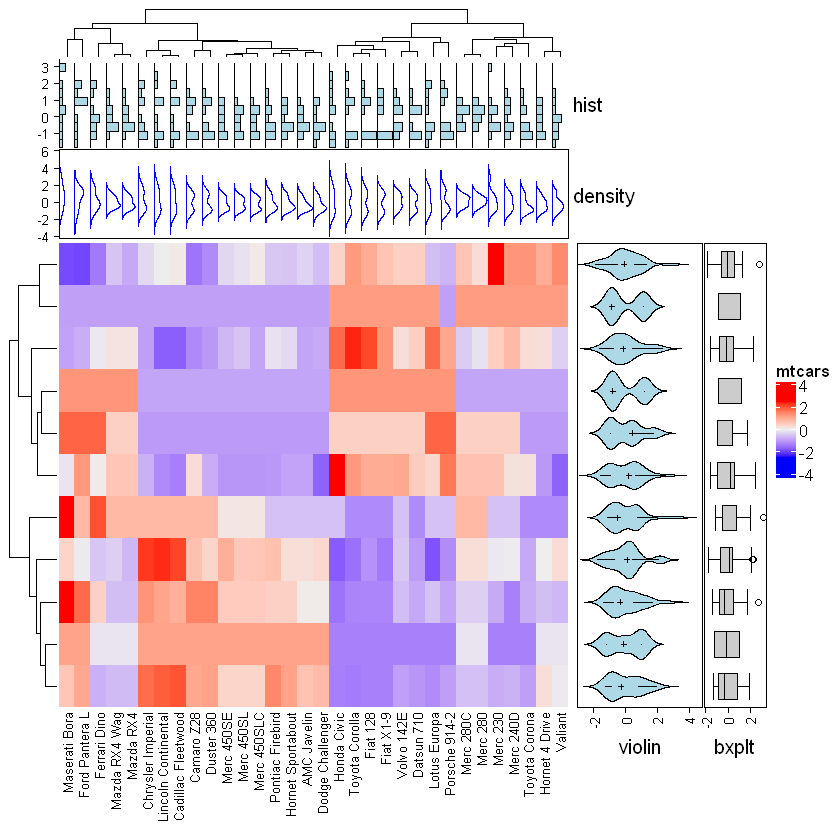 3
2
1
0
-1
hist
6
4
2
0
-2
-4
density
mtcars
4
2
0
-2
-4
-2
0
2
4
-2
0
2
violin
bxplt
Maserati Bora
Ford Pantera L
Ferrari Dino
Mazda RX4 Wag
Mazda RX4
Chrysler Imperial
Lincoln Continental
Cadillac Fleetwood
Camaro Z28
Duster 360
Merc 450SE
Merc 450SL
Merc 450SLC
Pontiac Firebird
Hornet Sportabout
AMC Javelin
Dodge Challenger
Honda Civic
Toyota Corolla
Fiat 128
Fiat X1-9
Volvo 142E
Datsun 710
Lotus Europa
Porsche 914-2
Merc 280C
Merc 280
Merc 230
Merc 240D
Toyota Corona
Hornet 4 Drive
Valiant